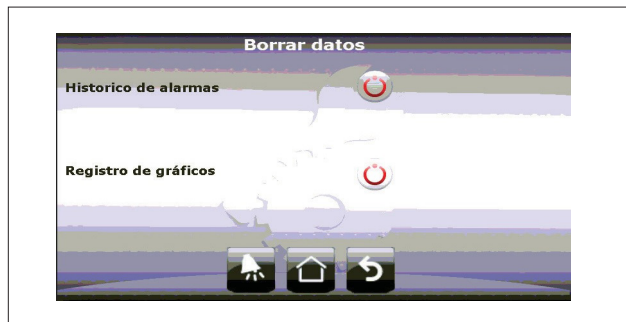 Borrar datos
Historico de alarmas
Registro de gráficos